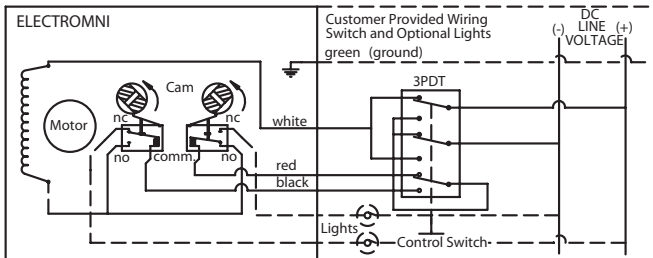 ELECTROMNI
Customer Provided Wiring
Switch and Optional Lights
green (ground)
DC
LINE
VOLTAGE
(-)
(+)
3PDT
Cam
Motor
nc
nc
no
comm.
no
white
red
black
Lights
Control Switch